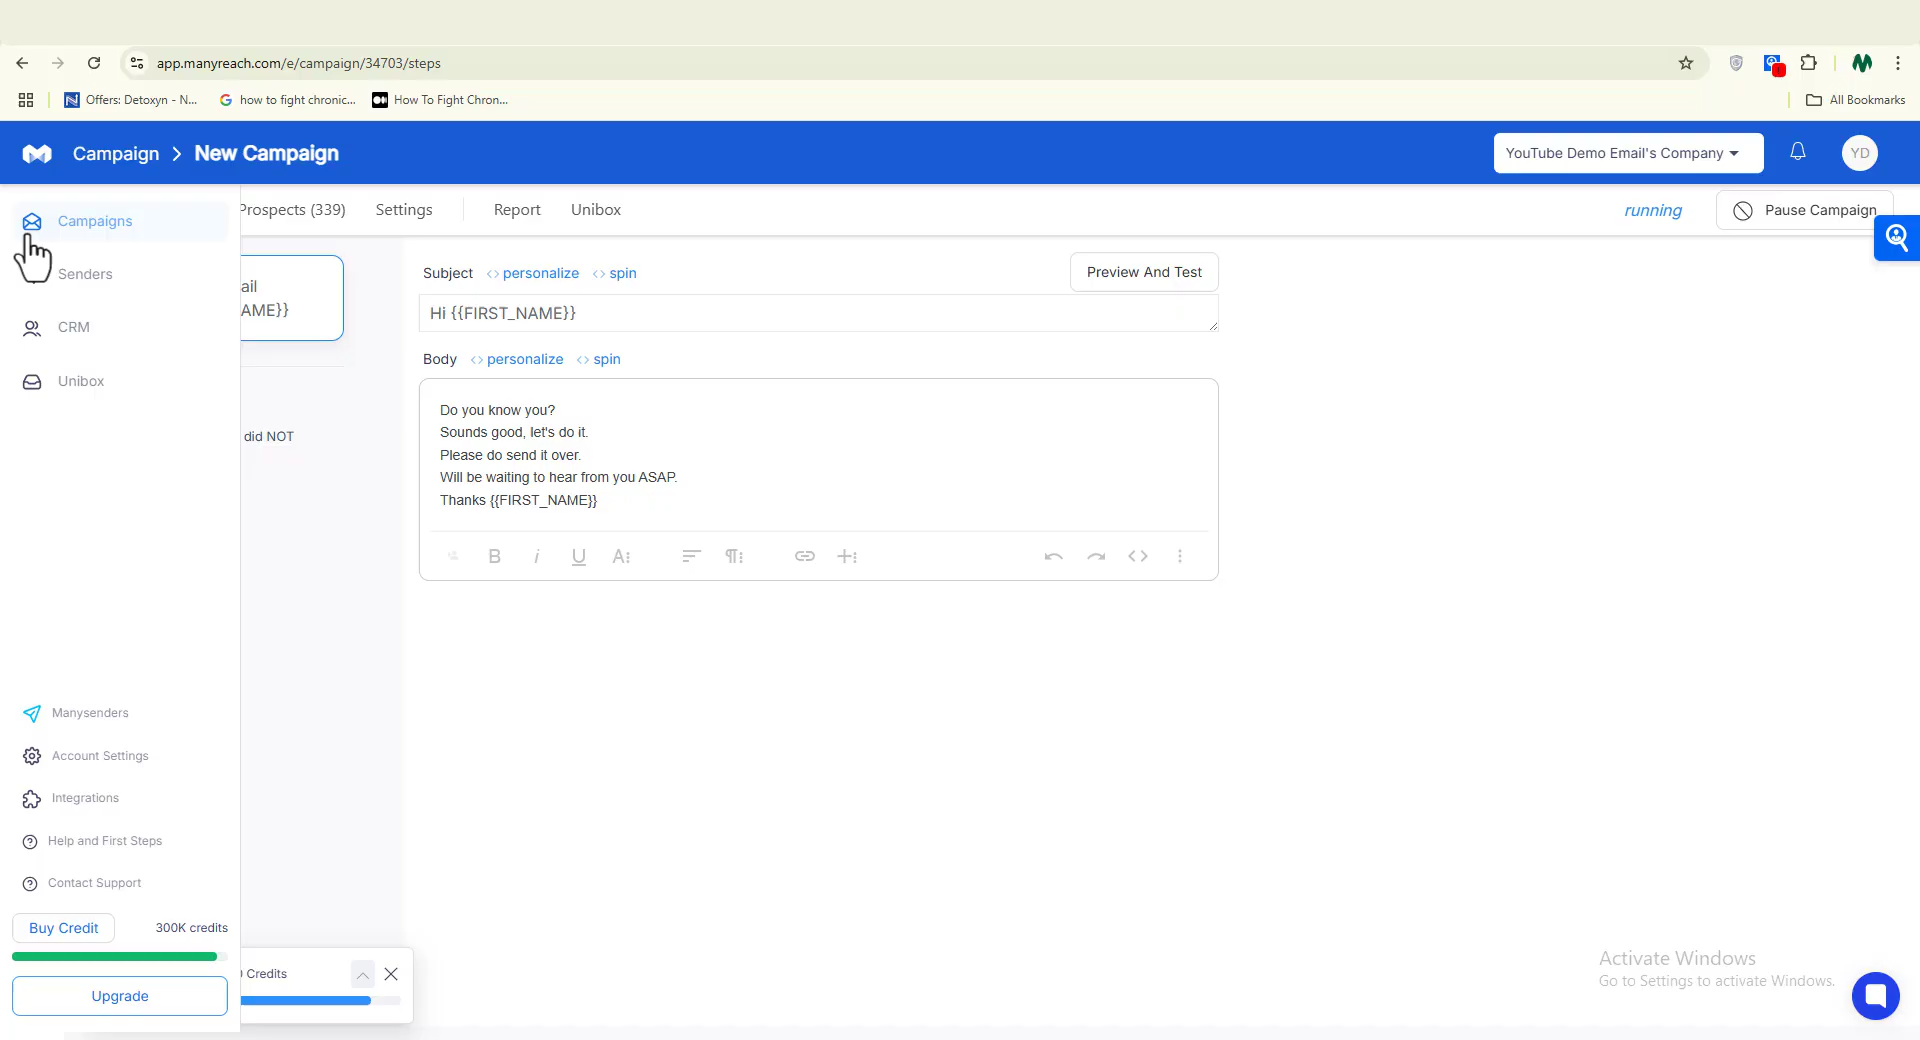 app.manyreach.com/e/campaign/34703/steps
Offers: Detoxyn - N...
how to fight chronic...
How To Fight Chron...
All Bookmarks
Campaign > New Campaign
YouTube Demo Email's Company
YD
Campaigns
Senders
CRM
Unibox
Prospects (339)
Settings
Report
Unibox
running
Pause Campaign
ail
AME}}
did NOT
Subject <> personalize <> spin
Preview And Test
Hi {{FIRST_NAME}}
Body <> personalize <> spin
Do you know you?
Sounds good, let's do it.
Please do send it over.
Will be waiting to hear from you ASAP.
Thanks {{FIRST_NAME}}
Manysenders
Account Settings
Integrations
Help and First Steps
Contact Support
Buy Credit
300K credits
Upgrade
Credits
Activate Windows
Go to Settings to activate Windows.